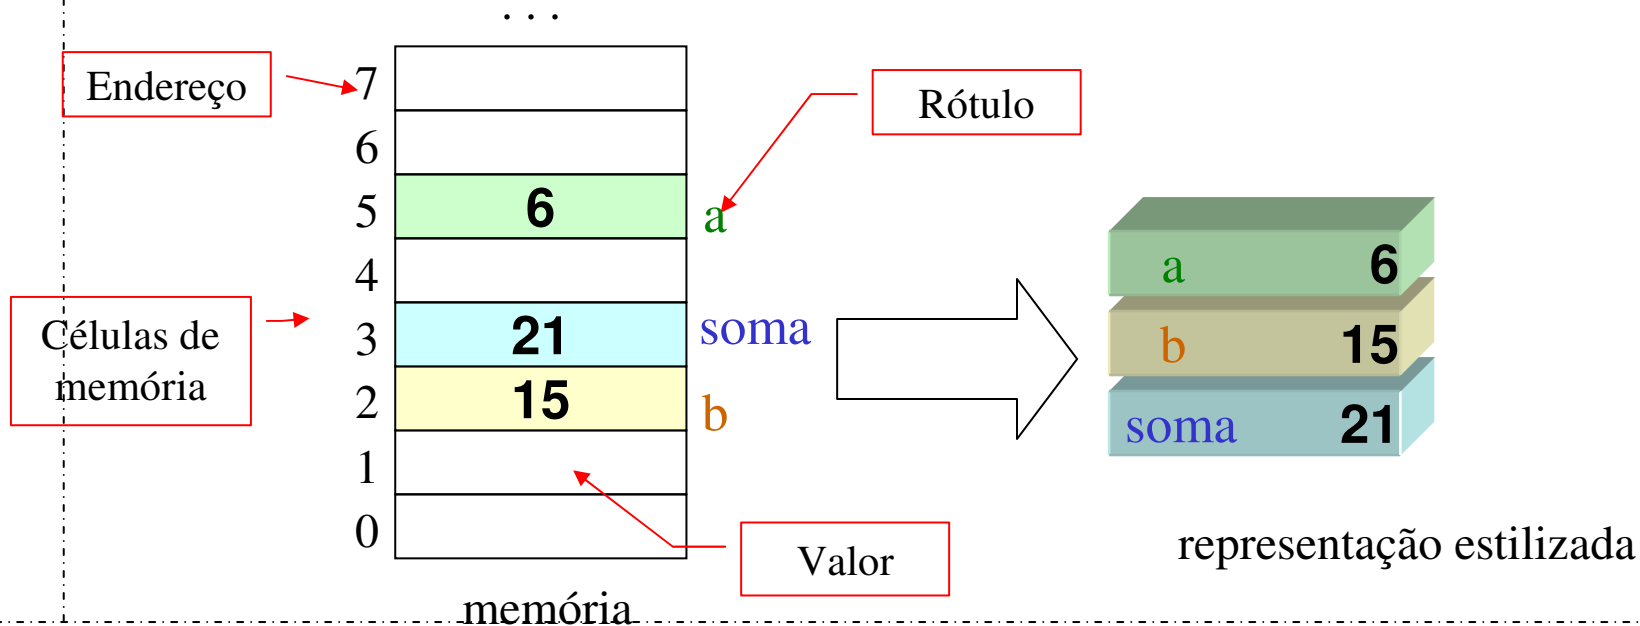 . . .
Endereço
7
Rótulo
6
5
6
a
4
Células de
memória
3
21
soma
2
15
b
1
0
Valor
memória
a
6
b
15
soma
21
representação estilizada